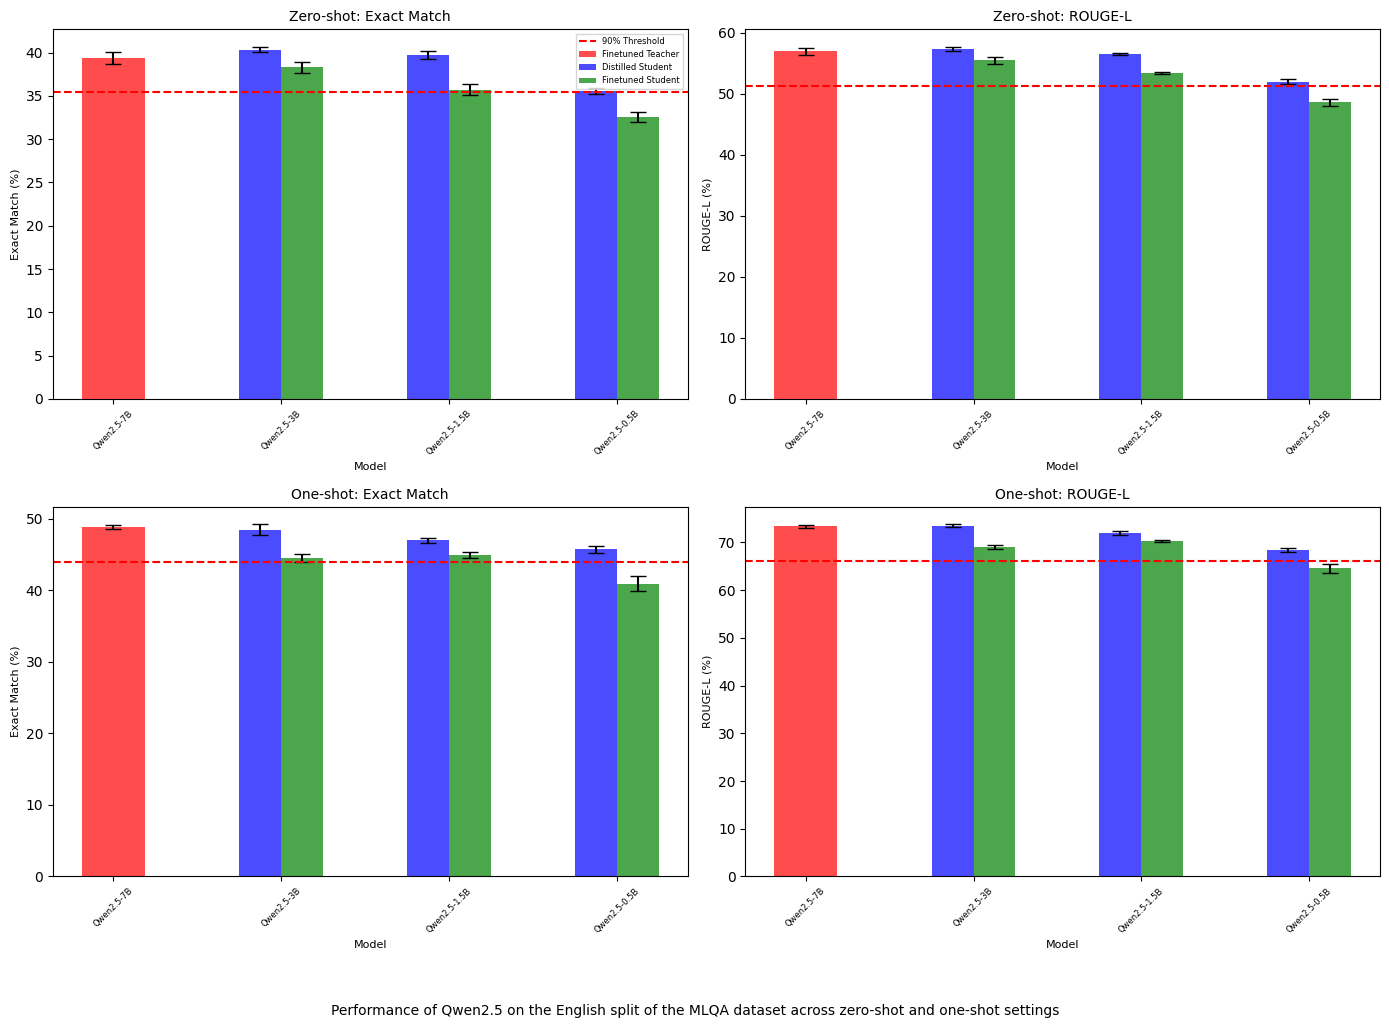 Zero-shot: Exact Match
Exact Match (%)
40
35
30
25
20
15
10
5
0
90% Threshold
Finetuned Teacher
Distilled Student
Finetuned Student
Qwen2.5-7B
Qwen2.5-3B
Qwen2.5-1.5B
Qwen2.5-0.5B
Model
Zero-shot: ROUGE-L
ROUGE-L (%)
60
50
40
30
20
10
0
Qwen2.5-7B
Qwen2.5-3B
Qwen2.5-1.5B
Qwen2.5-0.5B
Model
One-shot: Exact Match
Exact Match (%)
50
40
30
20
10
0
Qwen2.5-7B
Qwen2.5-3B
Qwen2.5-1.5B
Qwen2.5-0.5B
Model
One-shot: ROUGE-L
ROUGE-L (%)
70
60
50
40
30
20
10
0
Qwen2.5-7B
Qwen2.5-3B
Qwen2.5-1.5B
Qwen2.5-0.5B
Model
Performance of Qwen2.5 on the English split of the MLQA dataset across zero-shot and one-shot settings